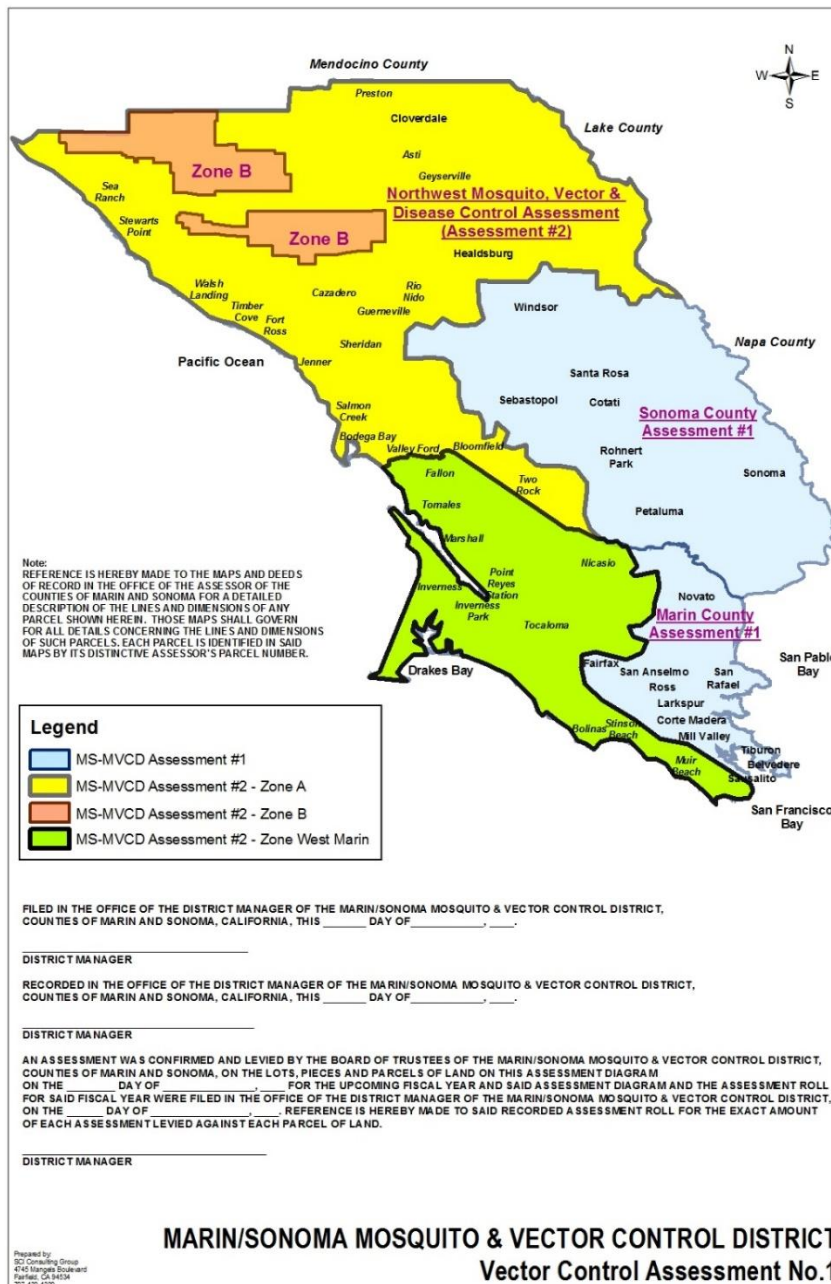 Mendocino County
N
W E
S
Preston
Cloverdale
Lake County
Asti
Zone B
Geyserville
Sea
Ranch
Northwest Mosquito, Vector &
Disease Control Assessment
(Assessment #2)
Stewarts
Point
Zone B
Healdsburg
Walsh
Landing
Cazadero
Rio
Nido
Timber
Cove
Fort
Ross
Guerneville
Windsor
Napa County
Sheridan
Pacific Ocean
Jenner
Santa Rosa
Sebastopol
Cotati
Sonoma County
Assessment #1
Salmon
Creek
Bodega Bay
Valley Ford
Bloomfield
Rohnert
Park
Sonoma
Fallon
Two
Rock
Tomales
Petaluma
Marshall
Note:
REFERENCE IS HEREBY MADE TO THE MAPS AND DEEDS
OF RECORD IN THE OFFICE OF THE ASSESSOR OF THE
COUNTIES OF MARIN AND SONOMA FOR A DETAILED
DESCRIPTION OF THE LINES AND DIMENSIONS OF ANY
PARCEL SHOWN HEREIN. THOSE MAPS SHALL GOVERN
FOR ALL DETAILS CONCERNING THE LINES AND DIMENSIONS
OF SUCH PARCELS. EACH PARCEL IS IDENTIFIED IN SAID
MAPS BY ITS DISTINCTIVE ASSESSOR'S PARCEL NUMBER.
Nicasio
Point
Reyes
Station
Inverness
Inverness
Park
Novato
Marin County
Assessment #1
Tocaloma
Drakes Bay
Fairfax
San Anselmo
San
Rafael
San Pablo
Bay
Ross
Larkspur
Corte Madera
Mill Valley
Bolinas
Stinson
Beach
Tiburon
Belvedere
Muir
Beach
Sausalito
San Francisco
Bay
Legend
MS-MVCD Assessment #1
MS-MVCD Assessment #2 - Zone A
MS-MVCD Assessment #2 - Zone B
MS-MVCD Assessment #2 - Zone West Marin
FILED IN THE OFFICE OF THE DISTRICT MANAGER OF THE MARIN/SONOMA MOSQUITO & VECTOR CONTROL DISTRICT,
COUNTIES OF MARIN AND SONOMA, CALIFORNIA, THIS ______ DAY OF__________, ____.
DISTRICT MANAGER
RECORDED IN THE OFFICE OF THE DISTRICT MANAGER OF THE MARIN/SONOMA MOSQUITO & VECTOR CONTROL DISTRICT,
COUNTIES OF MARIN AND SONOMA, CALIFORNIA, THIS ______ DAY OF__________, ____.
DISTRICT MANAGER
AN ASSESSMENT WAS CONFIRMED AND LEVIED BY THE BOARD OF TRUSTEES OF THE MARIN/SONOMA MOSQUITO & VECTOR CONTROL DISTRICT,
COUNTIES OF MARIN AND SONOMA, ON THE LOTS, PIECES AND PARCELS OF LAND ON THIS ASSESSMENT DIAGRAM
ON THE _______ DAY OF _____________, ____ FOR THE UPCOMING FISCAL YEAR AND SAID ASSESSMENT DIAGRAM AND THE ASSESSMENT ROLL
FOR SAID FISCAL YEAR WERE FILED IN THE OFFICE OF THE DISTRICT MANAGER OF THE MARIN/SONOMA MOSQUITO & VECTOR CONTROL DISTRICT,
ON THE ______ DAY OF ______________, ____. REFERENCE IS HEREBY MADE TO SAID RECORDED ASSESSMENT ROLL FOR THE EXACT AMOUNT
OF EACH ASSESSMENT LEVIED AGAINST EACH PARCEL OF LAND.
DISTRICT MANAGER
MARIN/SONOMA MOSQUITO & VECTOR CONTROL DISTRICT
Vector Control Assessment No.1
Prepared by
SCI Consulting Group
4745 Mangels Boulevard
Fairfield, CA 94534